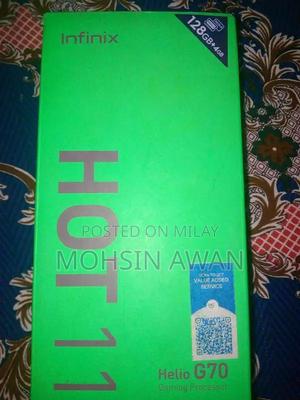 Infinix
128GB+4GB
HOT 11
POSTED ON MILAY
MOHSIN AWAN
VALUE ADDED
SERVICE
Helio G70
Gaming Processor